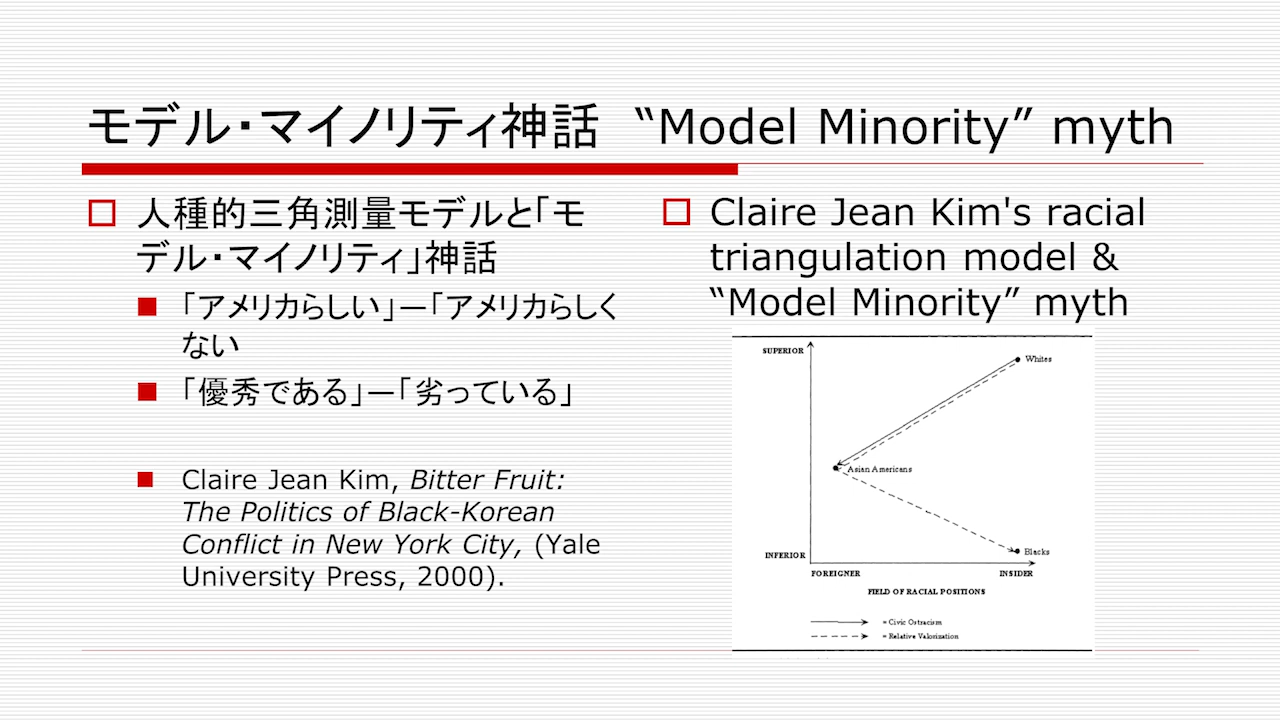 モデル・マイノリティ神話 “Model Minority” myth
人種的三角測量モデルと「モ
デル・マイノリティ」神話
「アメリカらしい」―「アメリカらしく
ない
「優秀である」―「劣っている」
Claire Jean Kim, Bitter Fruit:
The Politics of Black-Korean
Conflict in New York City, (Yale
University Press, 2000).
Claire Jean Kim's racial
triangulation model &
“Model Minority” myth
SUPERIOR
Whites
Asian Americans
INFERIOR
Blacks
FOREIGNER
INSIDER
FIELD OF RACIAL POSITIONS
= Civic Ostracism
= Relative Valorization